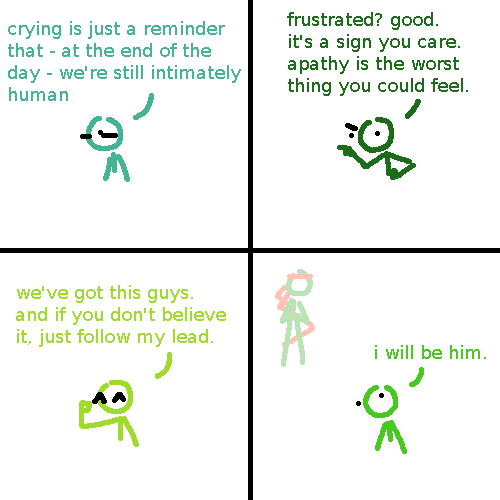 crying is just a reminder
that - at the end of the
day - we're still intimately
human
frustrated? good.
it's a sign you care.
apathy is the worst
thing you could feel.
we've got this guys.
and if you don't believe
it, just follow my lead.
i will be him.